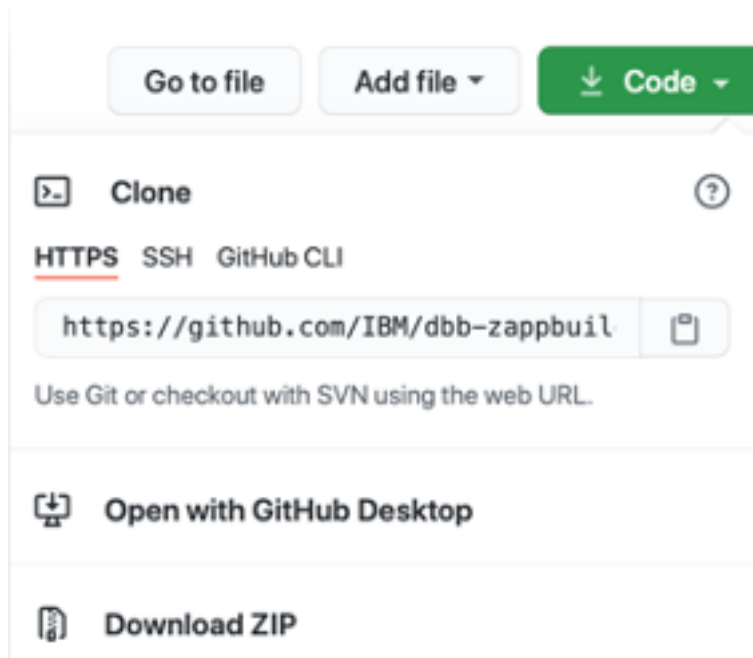 Go to file Add file Code
Clone
HTTPS SSH GitHub CLI
https://github.com/IBM/dbb-zappbuil
Use Git or checkout with SVN using the web URL.
Open with GitHub Desktop
Download ZIP